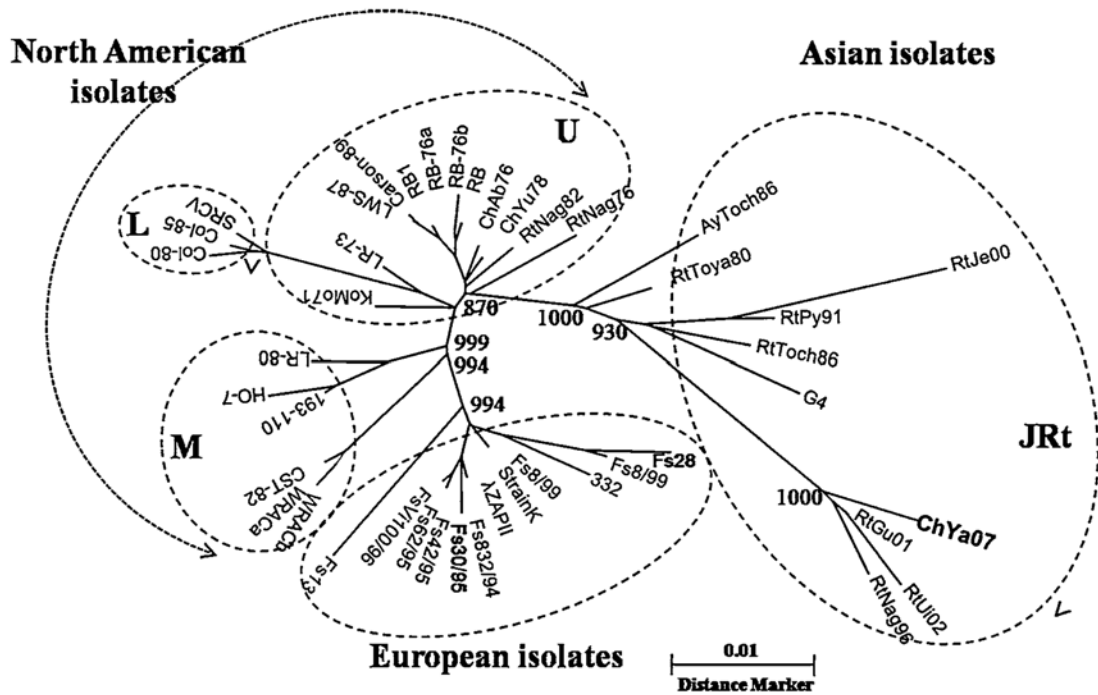 North American
isolates
Asian isolates
U
L
SRCV
Col-85
Col-80
LWS-87
Carson-89
RB1
RB-76a
RB-76b
RB
ChAb76
ChYu78
RtNag82
RtNag76
LR-73
KoMo71
870
1000
930
999
994
994
AyToch86
RtToya80
RtJe00
RtPy91
RtToch86
G4
JRt
M
LR-80
HO-7
193-110
CST-82
WRACa
WRACb
Fs13
FsVI100/96
Fs62/95
Fs42/95
Fs30/95
Fs832/94
λZAPII
StrainK
Fs8/99
332
Fs8/99
Fs28
1000
ChYa07
RtGu01
RtUi02
RtNag96
European isolates
0.01
Distance Marker